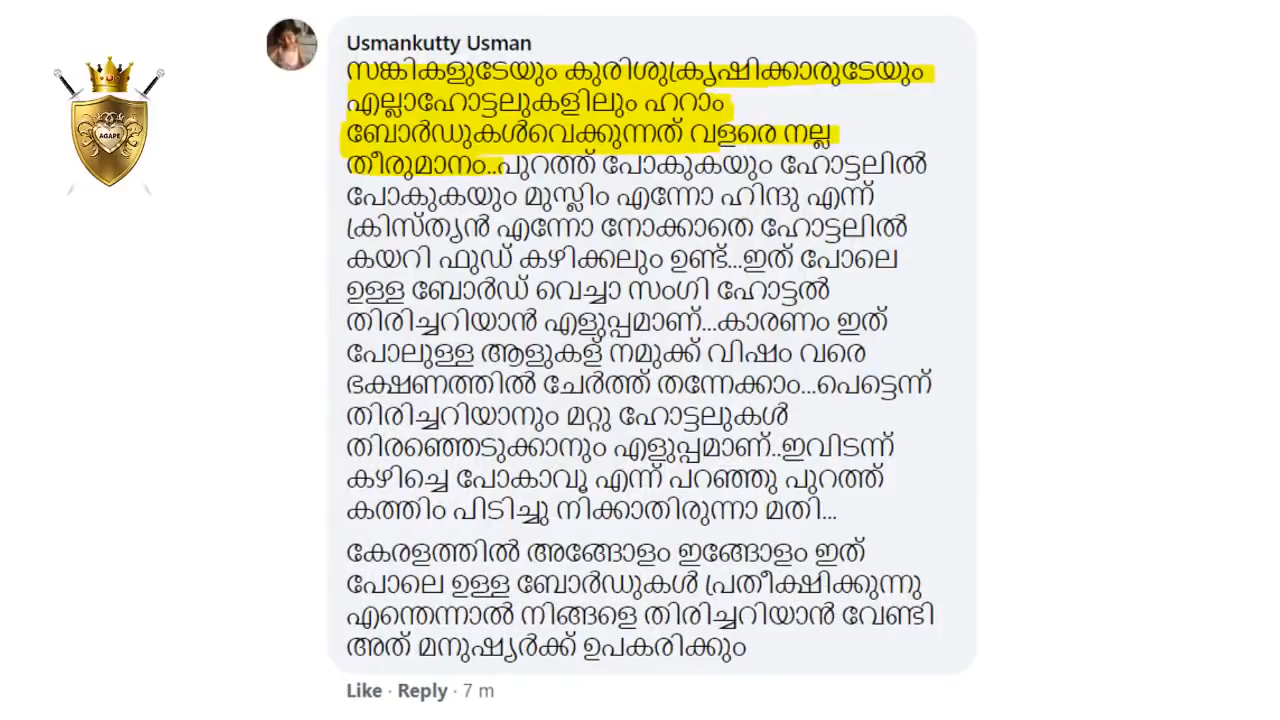 AGAPE
Usmankutty Usman
സങ്കികളുടേയും കുരിശുകൃഷിക്കാരുടേയും
എല്ലാഹോട്ടലുകളിലും ഹറാം
ബോർഡുകൾവെക്കുന്നത് വളരെ നല്ല
തീരുമാനം..പുറത്ത് പോകുകയും ഹോട്ടലിൽ
പോകുകയും മുസ്ലിം എന്നോ ഹിന്ദു എന്ന്
ക്രിസ്ത്യൻ എന്നോ നോക്കാതെ ഹോട്ടലിൽ
കയറി ഫുഡ് കഴിക്കലും ഉണ്ട്...ഇത് പോലെ
ഉള്ള ബോർഡ് വെച്ചാ സംഗി ഹോട്ടൽ
തിരിച്ചറിയാൻ എളുപ്പമാണ്...കാരണം ഇത്
പോലുള്ള ആളുകള് നമുക്ക് വിഷം വരെ
ഭക്ഷണത്തിൽ ചേർത്ത് തന്നേക്കാം...പെട്ടെന്ന്
തിരിച്ചറിയാനും മറ്റു ഹോട്ടലുകൾ
തിരഞ്ഞെടുക്കാനും എളുപ്പമാണ്..ഇവിടന്ന്
കഴിച്ചെ പോകാവൂ എന്ന് പറഞ്ഞു പുറത്ത്
കത്തിം പിടിച്ചു നിക്കാതിരുന്നാ മതി...
കേരളത്തിൽ അങ്ങോളം ഇങ്ങോളം ഇത്
പോലെ ഉള്ള ബോർഡുകൾ പ്രതീക്ഷിക്കുന്നു
എന്തെന്നാൽ നിങ്ങളെ തിരിച്ചറിയാൻ വേണ്ടി
അത് മനുഷ്യർക്ക് ഉപകരിക്കും
Like · Reply · 7 m